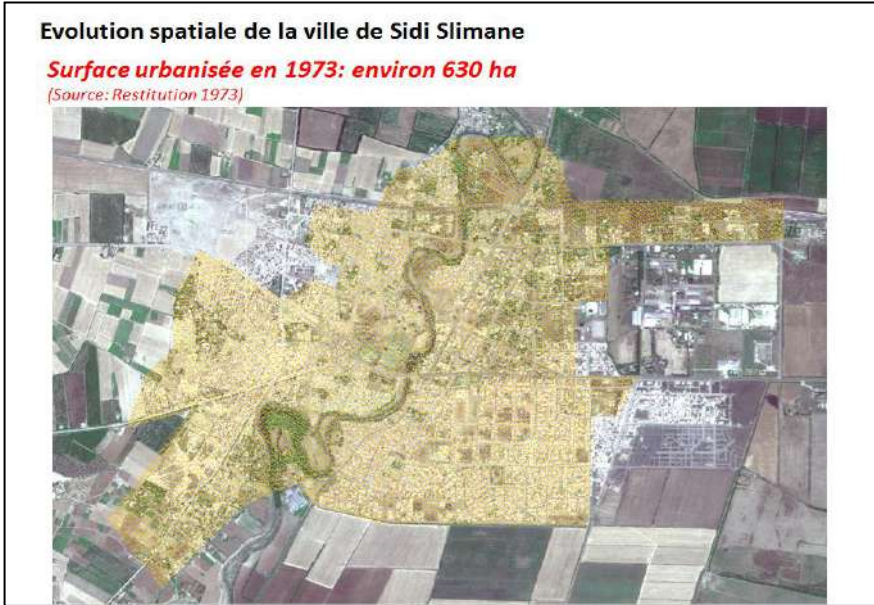 Evolution spatiale de la ville de Sidi Slimane
Surface urbanisée en 1973: environ 630 ha
(Source: Restitution 1973)